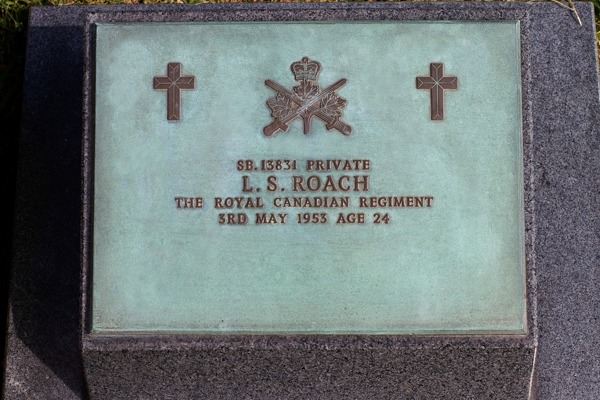 SB.13831 PRIVATE
L. S. ROACH
THE ROYAL CANADIAN REGIMENT
3RD MAY 1953 AGE 24